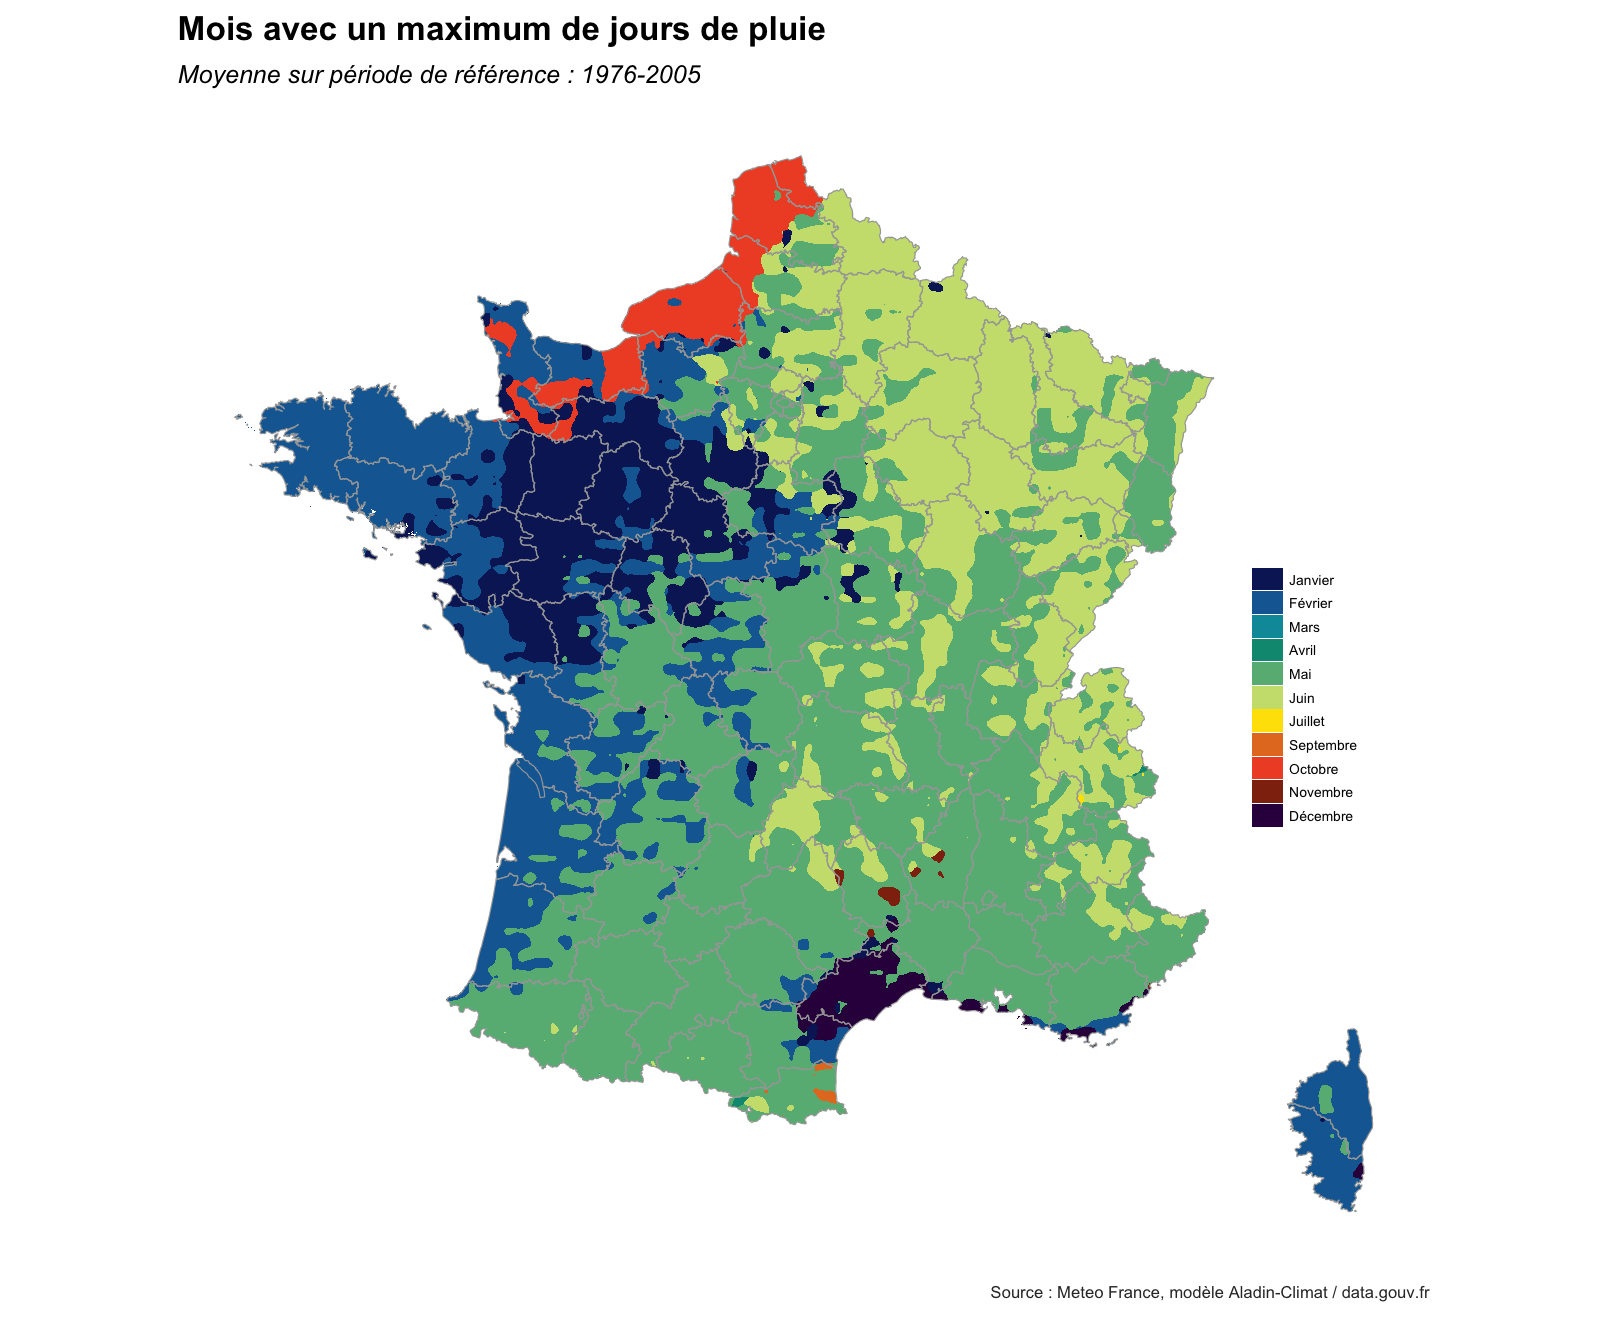 Mois avec un maximum de jours de pluie
Moyenne sur période de référence : 1976-2005
Janvier
Février
Mars
Avril
Mai
Juin
Juillet
Septembre
Octobre
Novembre
Décembre
Source : Meteo France, modèle Aladin-Climat / data.gouv.fr